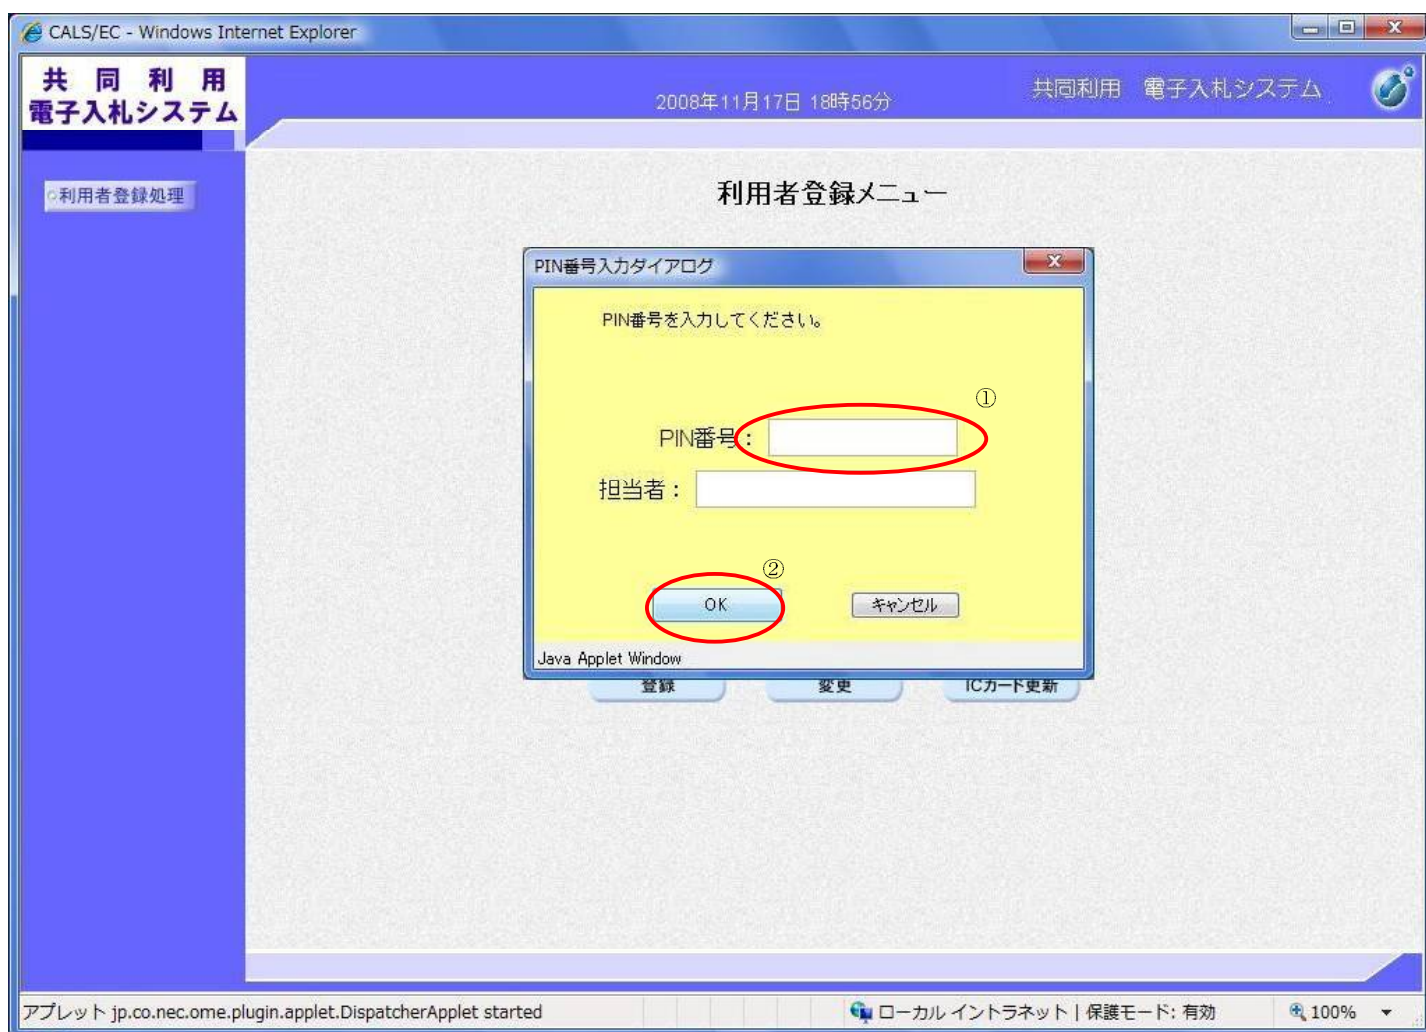 CALS/EC - Windows Internet Explorer
共同利用
電子入札システム
2008年11月17日 18時56分
共同利用 電子入札システム
利用者登録処理
利用者登録メニュー
PIN番号入力ダイアログ
PIN番号を入力してください。
①
PIN番号：
担当者：
②
OK
キャンセル
Java Applet Window
登録
変更
ICカード更新
アプレット jp.co.nec.ome.plugin.applet.DispatcherApplet started
ローカル イントラネット | 保護モード: 有効
100%